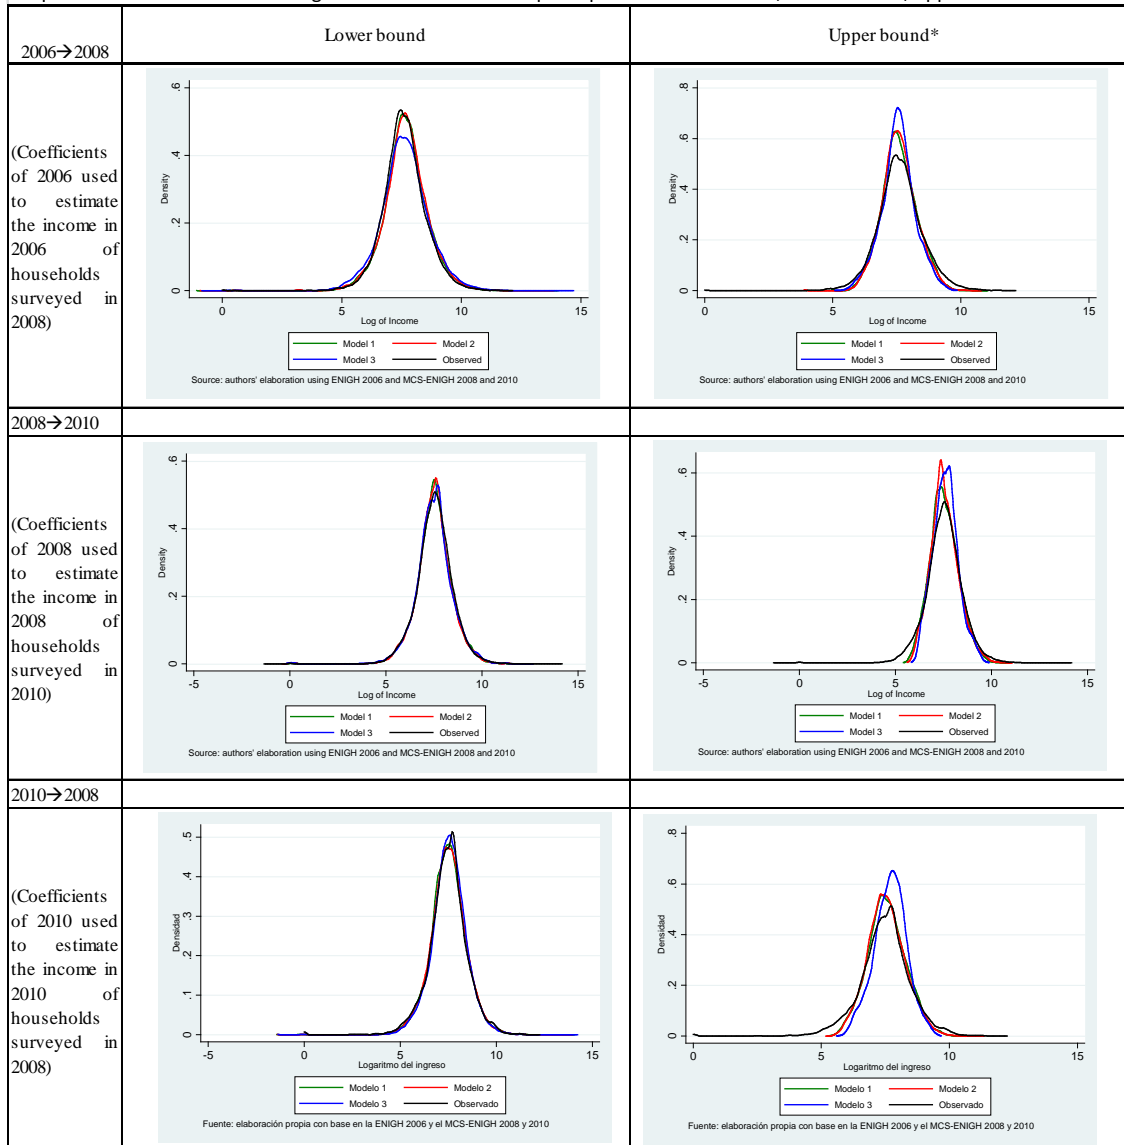 Lower bound
Upper bound*
2006→2008
(Coefficients
of 2006 used
to estimate
the income in
2006 of
households
surveyed in
2008)
Density
.6
.4
.2
0
0 5 10 15
Log of Income
Model 1 Model 2
Model 3 Observed
Source: authors' elaboration using ENIGH 2006 and MCS-ENIGH 2008 and 2010
Density
.8
.6
.4
.2
0
0 5 10 15
Log of Income
Model 1 Model 2
Model 3 Observed
Source: authors' elaboration using ENIGH 2006 and MCS-ENIGH 2008 and 2010
2008→2010
(Coefficients
of 2008 used
to estimate
the income in
2008 of
households
surveyed in
2010)
Density
.6
.4
.2
0
-5 0 5 10 15
Log of Income
Model 1 Model 2
Model 3 Observed
Source: authors' elaboration using ENIGH 2006 and MCS-ENIGH 2008 and 2010
Density
.6
.4
.2
0
-5 0 5 10 15
Log of Income
Model 1 Model 2
Model 3 Observed
Source: authors' elaboration using ENIGH 2006 and MCS-ENIGH 2008 and 2010
2010→2008
(Coefficients
of 2010 used
to estimate
the income in
2010 of
households
surveyed in
2008)
Densidad
.5
.4
.3
.2
.1
0
-5 0 5 10 15
Logaritmo del ingreso
Modelo 1 Modelo 2
Modelo 3 Observado
Fuente: elaboración propia con base en la ENIGH 2006 y el MCS-ENIGH 2008 y 2010
Densidad
.8
.6
.4
.2
0
0 5 10 15
Logaritmo del ingreso
Modelo 1 Modelo 2
Modelo 3 Observado
Fuente: elaboración propia con base en la ENIGH 2006 y el MCS-ENIGH 2008 y 2010